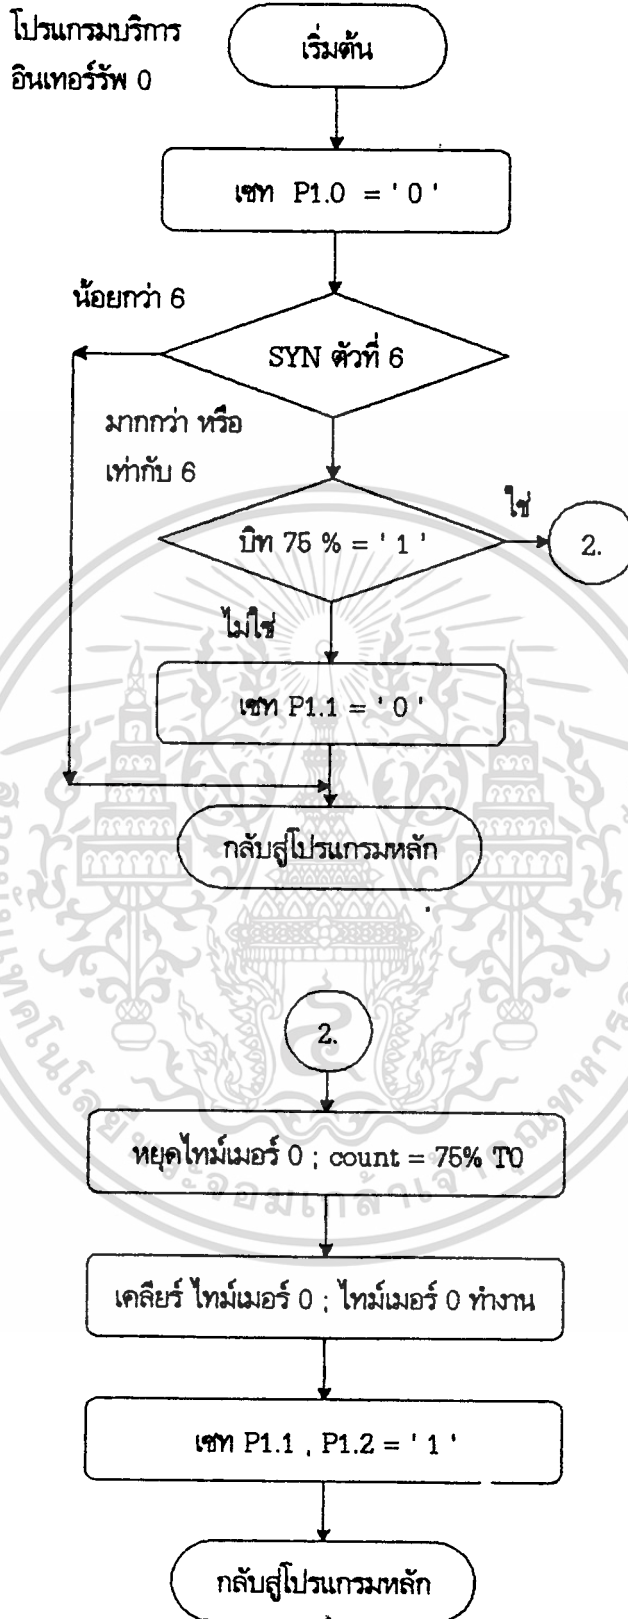 โปรแกรมบริการ
อินเทอร์รัพ 0
เริ่มต้น
เซท P1.0 = ' 0 '
น้อยกว่า 6
SYN ตัวที่ 6
มากกว่า หรือ
เท่ากับ 6
บิท 75 % = ' 1 '
ใช่
2.
ไม่ใช่
เซท P1.1 = ' 0 '
กลับสู่โปรแกรมหลัก
2.
หยุดไทม์เมอร์ 0 ; count = 75% T0
เคลียร์ ไทม์เมอร์ 0 ; ไทม์เมอร์ 0 ทำงาน
เซท P1.1 , P1.2 = ' 1 '
กลับสู่โปรแกรมหลัก